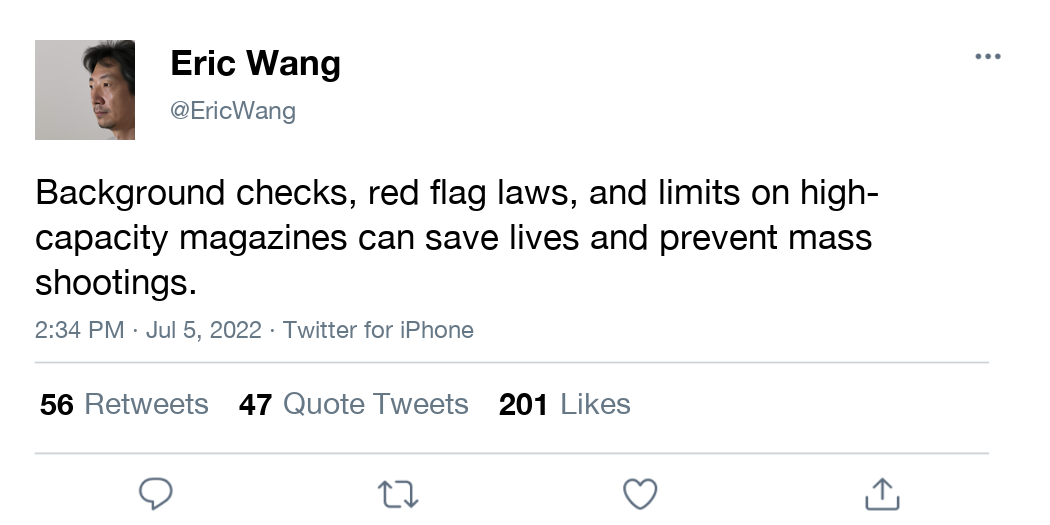 Eric Wang
@EricWang
Background checks, red flag laws, and limits on high-
capacity magazines can save lives and prevent mass
shootings.
2:34 PM · Jul 5, 2022 · Twitter for iPhone
56 Retweets 47 Quote Tweets 201 Likes